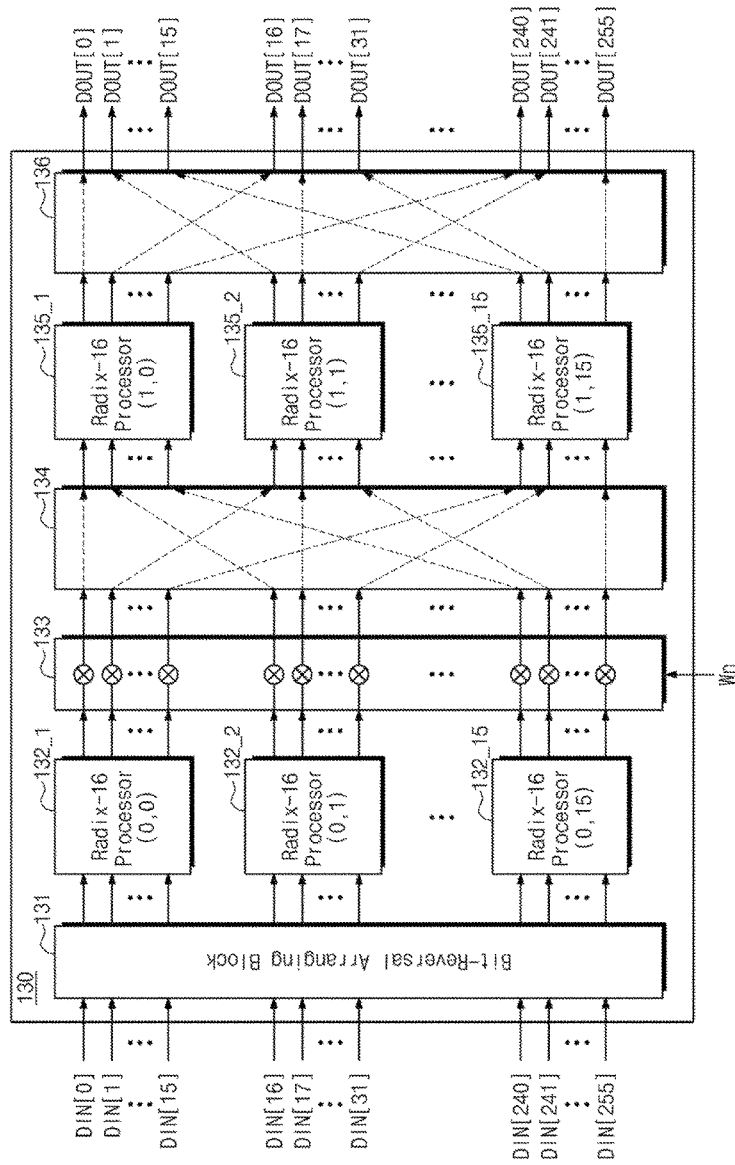 130
DIN[0]
DIN[1]
DIN[15]
DIN[16]
DIN[17]
DIN[31]
DIN[240]
DIN[241]
DIN[255]
131
Bit-Reversal Arranging Block
132_1
Radix-16
Processor
(0,0)
132_2
Radix-16
Processor
(0,1)
132_15
Radix-16
Processor
(0,15)
133
Wn
134
135_1
Radix-16
Processor
(1,0)
135_2
Radix-16
Processor
(1,1)
135_15
Radix-16
Processor
(1,15)
136
DOUT[0]
DOUT[1]
DOUT[15]
DOUT[16]
DOUT[17]
DOUT[31]
DOUT[240]
DOUT[241]
DOUT[255]